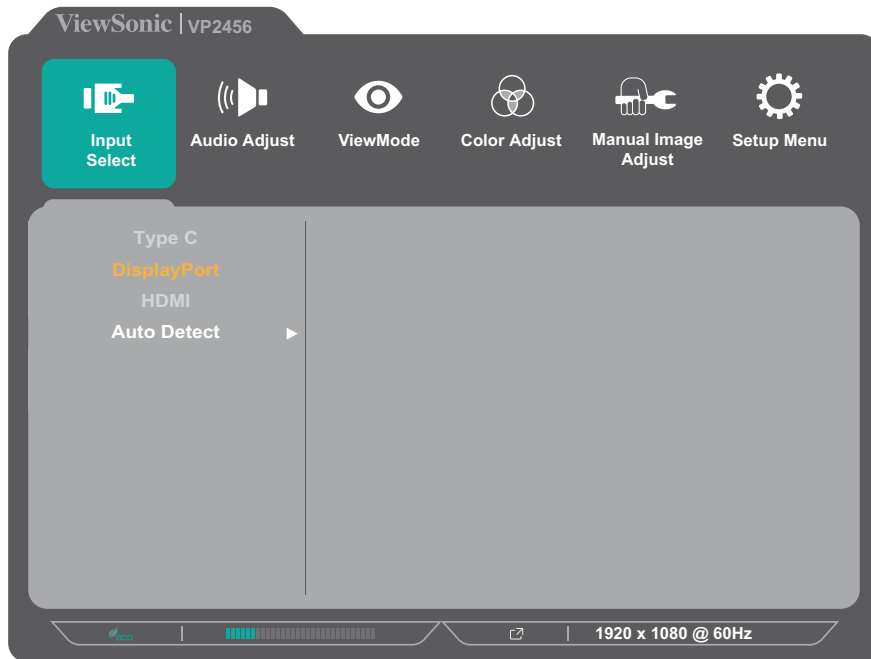 ViewSonic | VP2456
Input
Select
Audio Adjust
ViewMode
Color Adjust
Manual Image
Adjust
Setup Menu
Type C
DisplayPort
HDMI
Auto Detect
eco
1920 x 1080 @ 60Hz